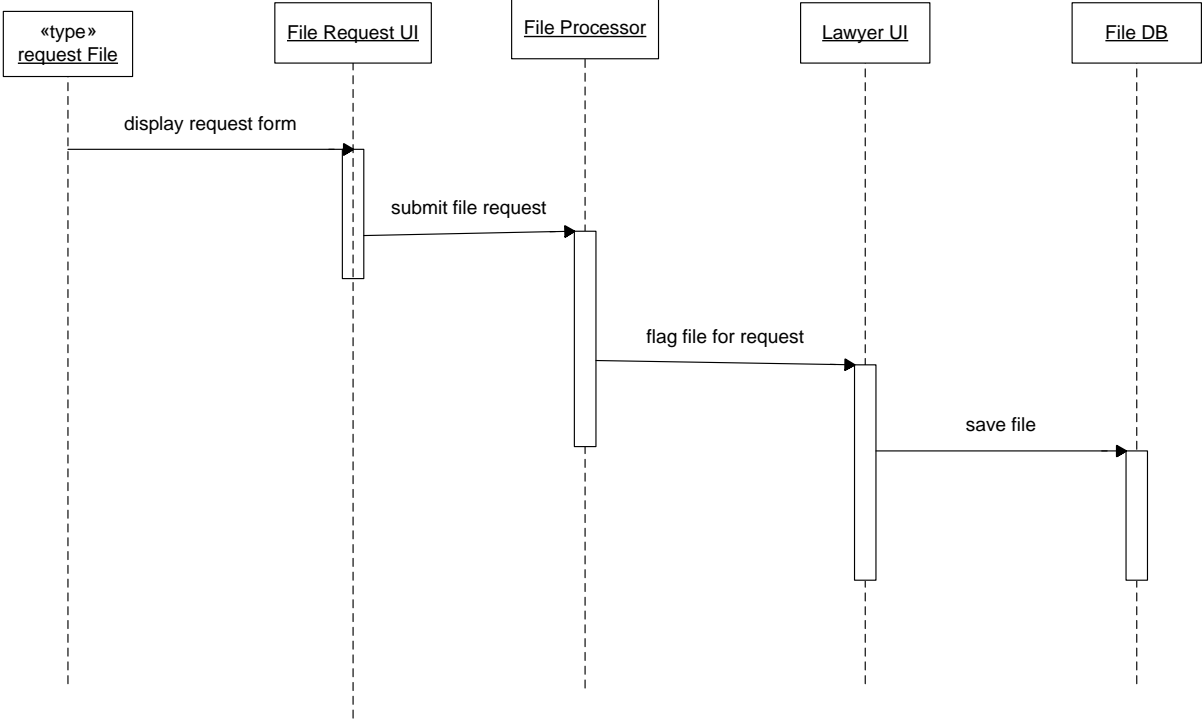 «type»
request File
File Request UI
File Processor
Lawyer UI
File DB
display request form
submit file request
flag file for request
save file